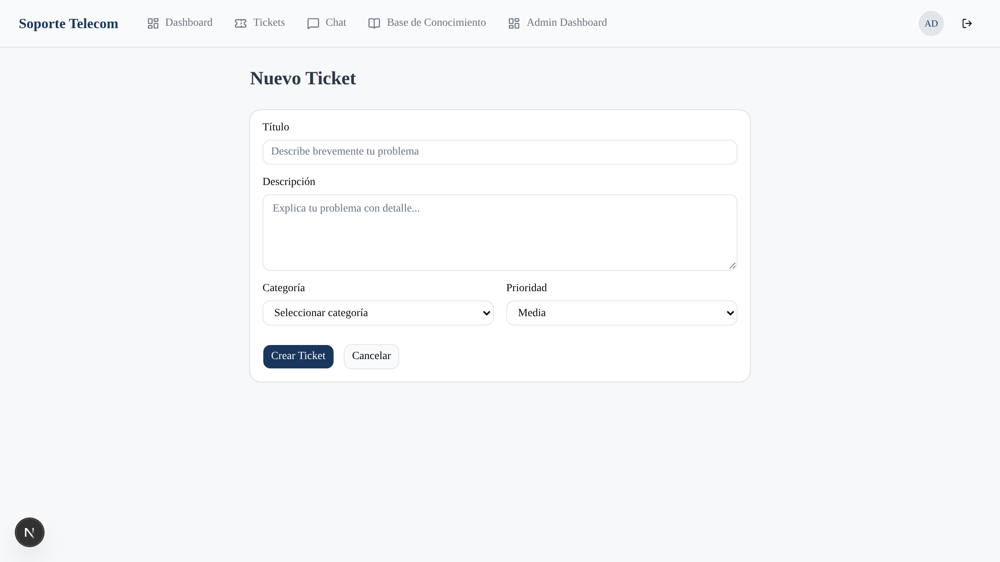 Soporte Telecom Dashboard Tickets Chat Base de Conocimiento Admin Dashboard AD
Nuevo Ticket
Título
Describe brevemente tu problema
Descripción
Explica tu problema con detalle...
Categoría Prioridad
Seleccionar categoría Media
Crear Ticket Cancelar
N